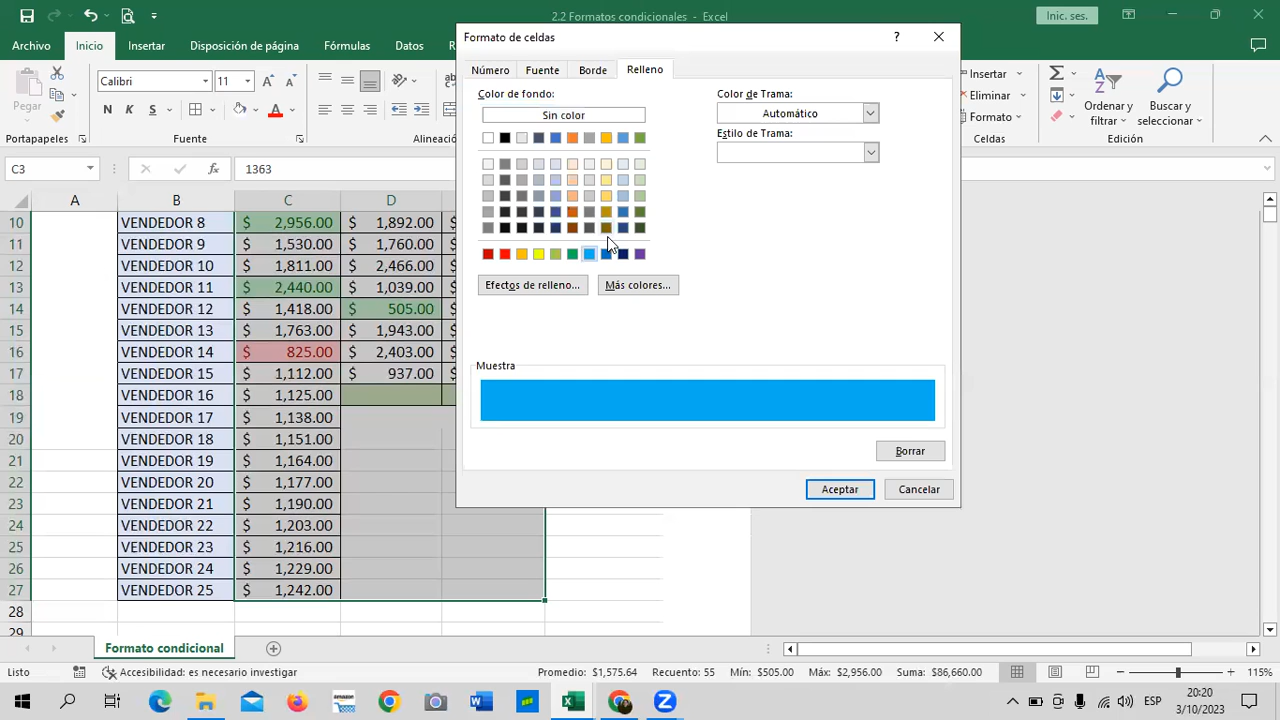 2.2 Formatos condicionales - Excel
Inic. ses.
Archivo Inicio Insertar Disposición de página Fórmulas Datos
Pegar
Calibri 11
N K S
Portapapeles Fuente Alineació
Insertar
Eliminar
Formato
Celdas
Ordenar y filtrar
Buscar y seleccionar
Edición
C3 1363
A B C D
10 VENDEDOR 8 $ 2,956.00 $ 1,892.00 $
11 VENDEDOR 9 $ 1,530.00 $ 1,760.00 $
12 VENDEDOR 10 $ 1,811.00 $ 2,466.00 $
13 VENDEDOR 11 $ 2,440.00 $ 1,039.00 $
14 VENDEDOR 12 $ 1,418.00 $ 505.00 $
15 VENDEDOR 13 $ 1,763.00 $ 1,943.00 $
16 VENDEDOR 14 $ 825.00 $ 2,403.00 $
17 VENDEDOR 15 $ 1,112.00 $ 937.00 $
18 VENDEDOR 16 $ 1,125.00
19 VENDEDOR 17 $ 1,138.00
20 VENDEDOR 18 $ 1,151.00
21 VENDEDOR 19 $ 1,164.00
22 VENDEDOR 20 $ 1,177.00
23 VENDEDOR 21 $ 1,190.00
24 VENDEDOR 22 $ 1,203.00
25 VENDEDOR 23 $ 1,216.00
26 VENDEDOR 24 $ 1,229.00
27 VENDEDOR 25 $ 1,242.00
28
29
Formato de celdas
Número Fuente Borde Relleno
Color de fondo:
Sin color
Color de Trama:
Automático
Estilo de Trama:
Efectos de relleno... Más colores...
Muestra
Borrar
Aceptar Cancelar
Formato condicional
Listo Accesibilidad: es necesario investigar Promedio: $1,575.64 Recuento: 55 Mín: $505.00 Máx: $2,956.00 Suma: $86,660.00 115%
amazon
ESP
20:20
3/10/2023